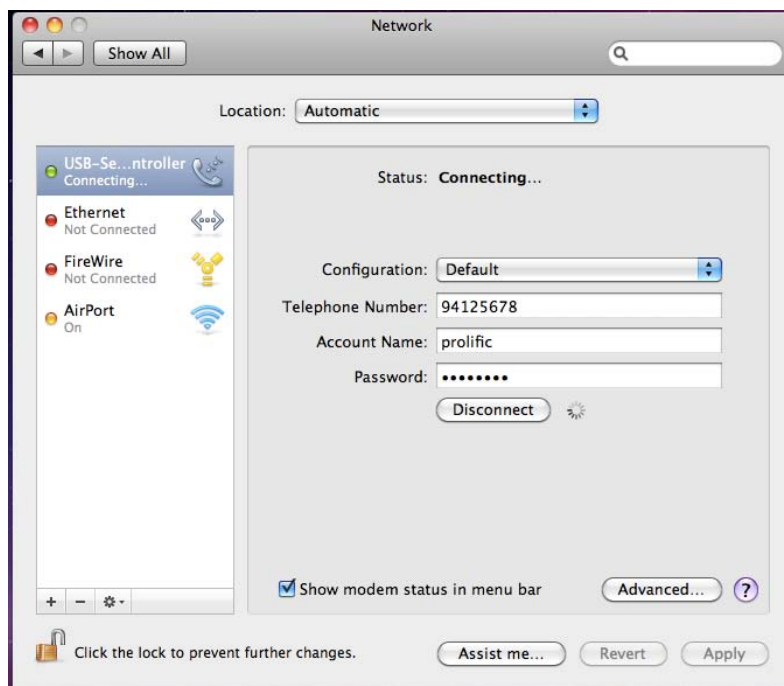 Network
Show All
Location: Automatic
USB-Se...ntroller
Connecting...
Ethernet
Not Connected
FireWire
Not Connected
AirPort
On
Status: Connecting...
Configuration: Default
Telephone Number: 94125678
Account Name: prolific
Password: ••••••••
Disconnect
Show modem status in menu bar
Advanced... ?
+ −
Click the lock to prevent further changes.
Assist me... Revert Apply